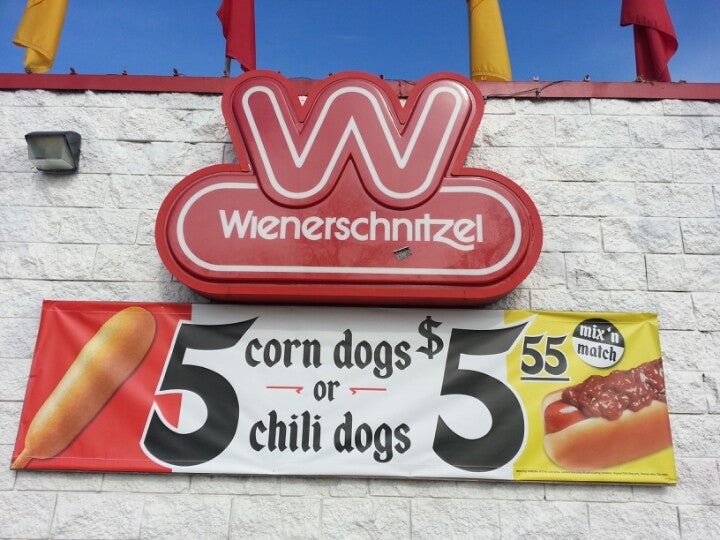 W
Wienerschnitzel
5 corn dogs or chili dogs
$5 55
mix 'n
match